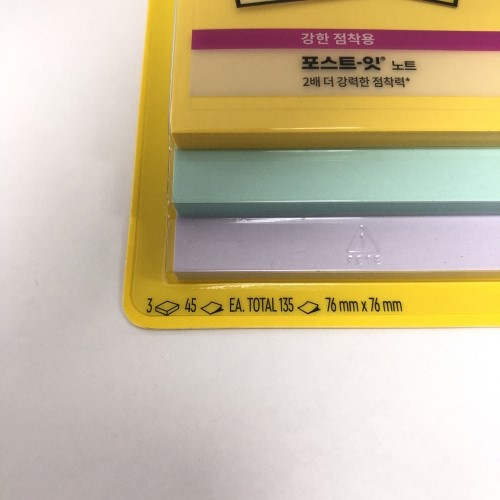 강한 점착용
포스트-잇® 노트
2배 더 강력한 점착력*
3 45 EA. TOTAL 135 76 mm x 76 mm